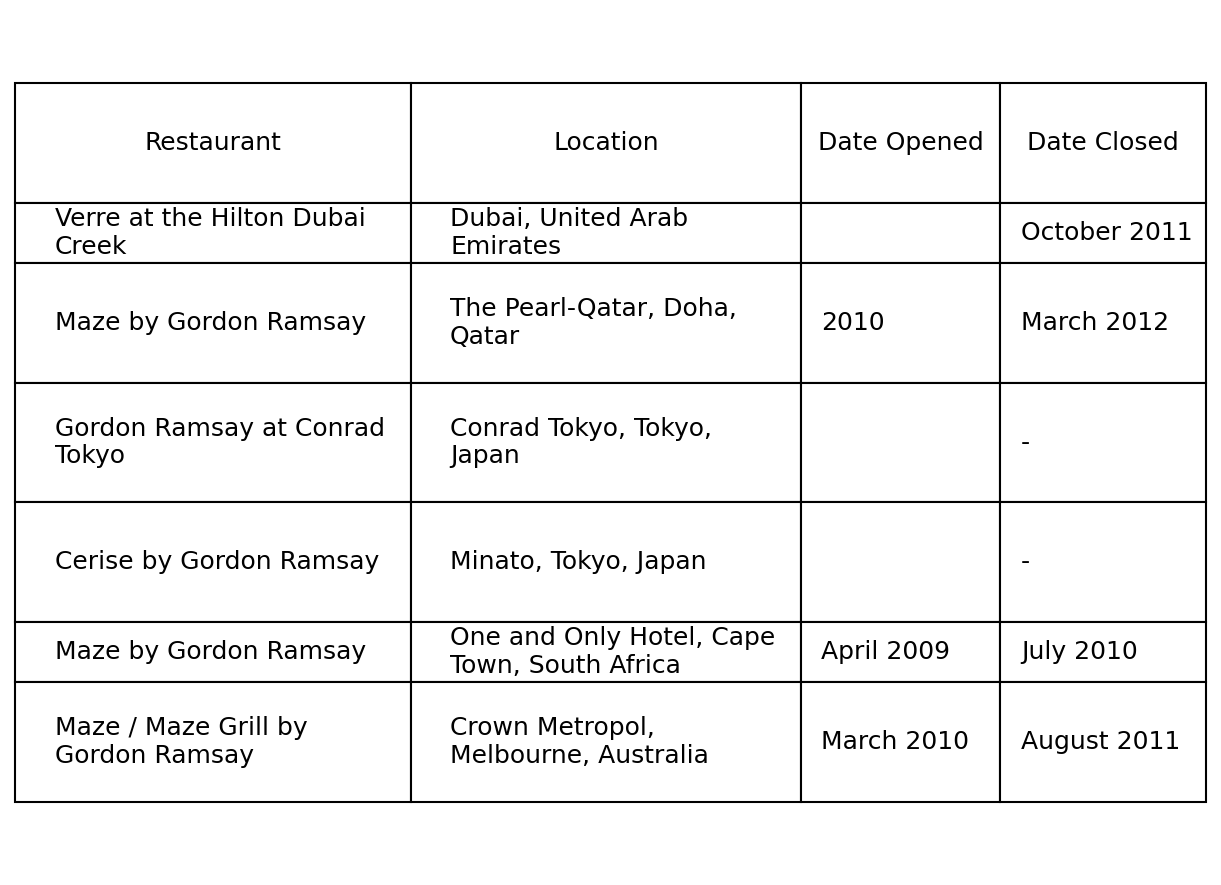 Restaurant Location Date Opened Date Closed
Verre at the Hilton Dubai
Creek
Dubai, United Arab
Emirates
October 2011
Maze by Gordon Ramsay
The Pearl-Qatar, Doha,
Qatar
2010
March 2012
Gordon Ramsay at Conrad
Tokyo
Conrad Tokyo, Tokyo,
Japan
-
Cerise by Gordon Ramsay
Minato, Tokyo, Japan
-
Maze by Gordon Ramsay
One and Only Hotel, Cape
Town, South Africa
April 2009
July 2010
Maze / Maze Grill by
Gordon Ramsay
Crown Metropol,
Melbourne, Australia
March 2010
August 2011